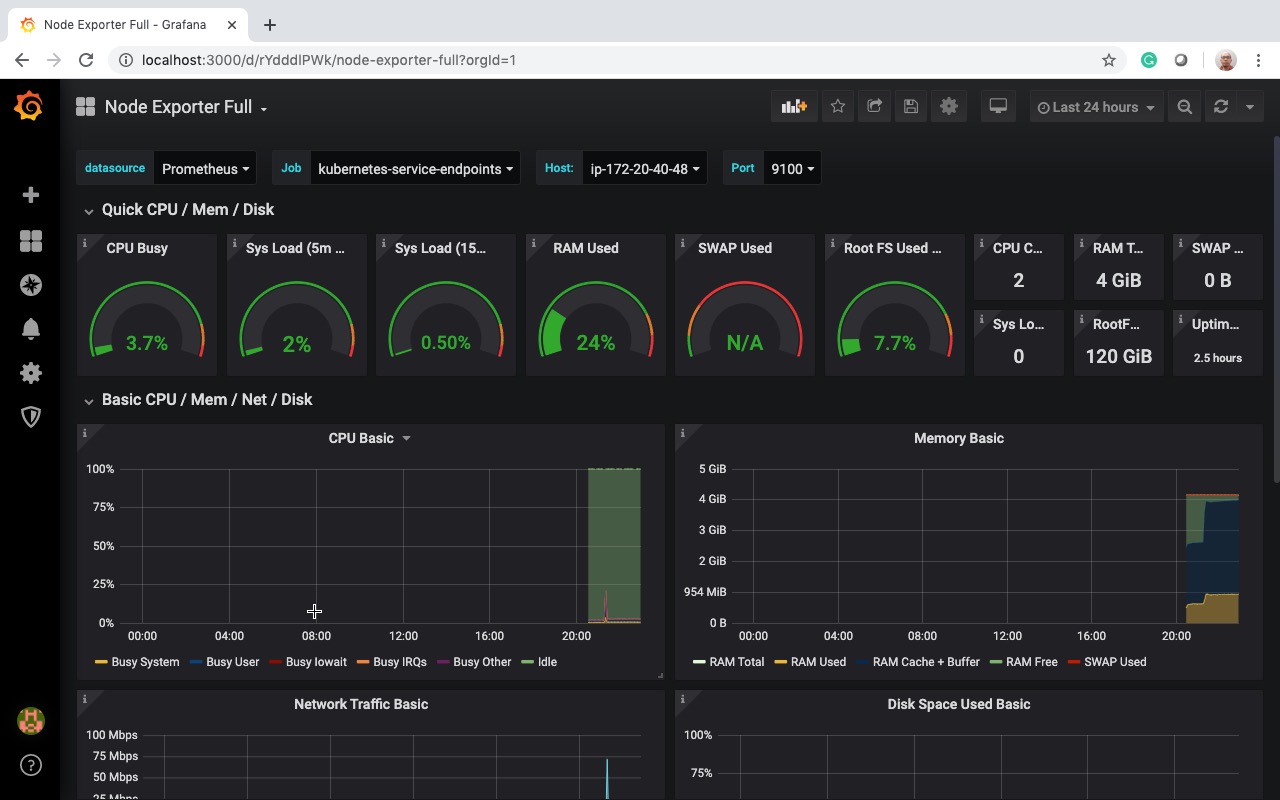 Node Exporter Full - Grafana
localhost:3000/d/rYdddlPWk/node-exporter-full?orgId=1
Node Exporter Full
Last 24 hours
datasource Prometheus Job kubernetes-service-endpoints Host: ip-172-20-40-48 Port 9100
Quick CPU / Mem / Disk
CPU Busy
3.7%
Sys Load (5m ...
2%
Sys Load (15...
0.50%
RAM Used
24%
SWAP Used
N/A
Root FS Used ...
7.7%
CPU C...
2
RAM T...
4 GiB
SWAP ...
0 B
Sys Lo...
0
RootF...
120 GiB
Uptim...
2.5 hours
Basic CPU / Mem / Net / Disk
CPU Basic
100%
75%
50%
25%
0%
00:00 04:00 08:00 12:00 16:00 20:00
Busy System Busy User Busy Iowait Busy IRQs Busy Other Idle
Memory Basic
5 GiB
4 GiB
3 GiB
2 GiB
954 MiB
0 B
00:00 04:00 08:00 12:00 16:00 20:00
RAM Total RAM Used RAM Cache + Buffer RAM Free SWAP Used
Network Traffic Basic
100 Mbps
75 Mbps
50 Mbps
25 Mbps
Disk Space Used Basic
100%
75%